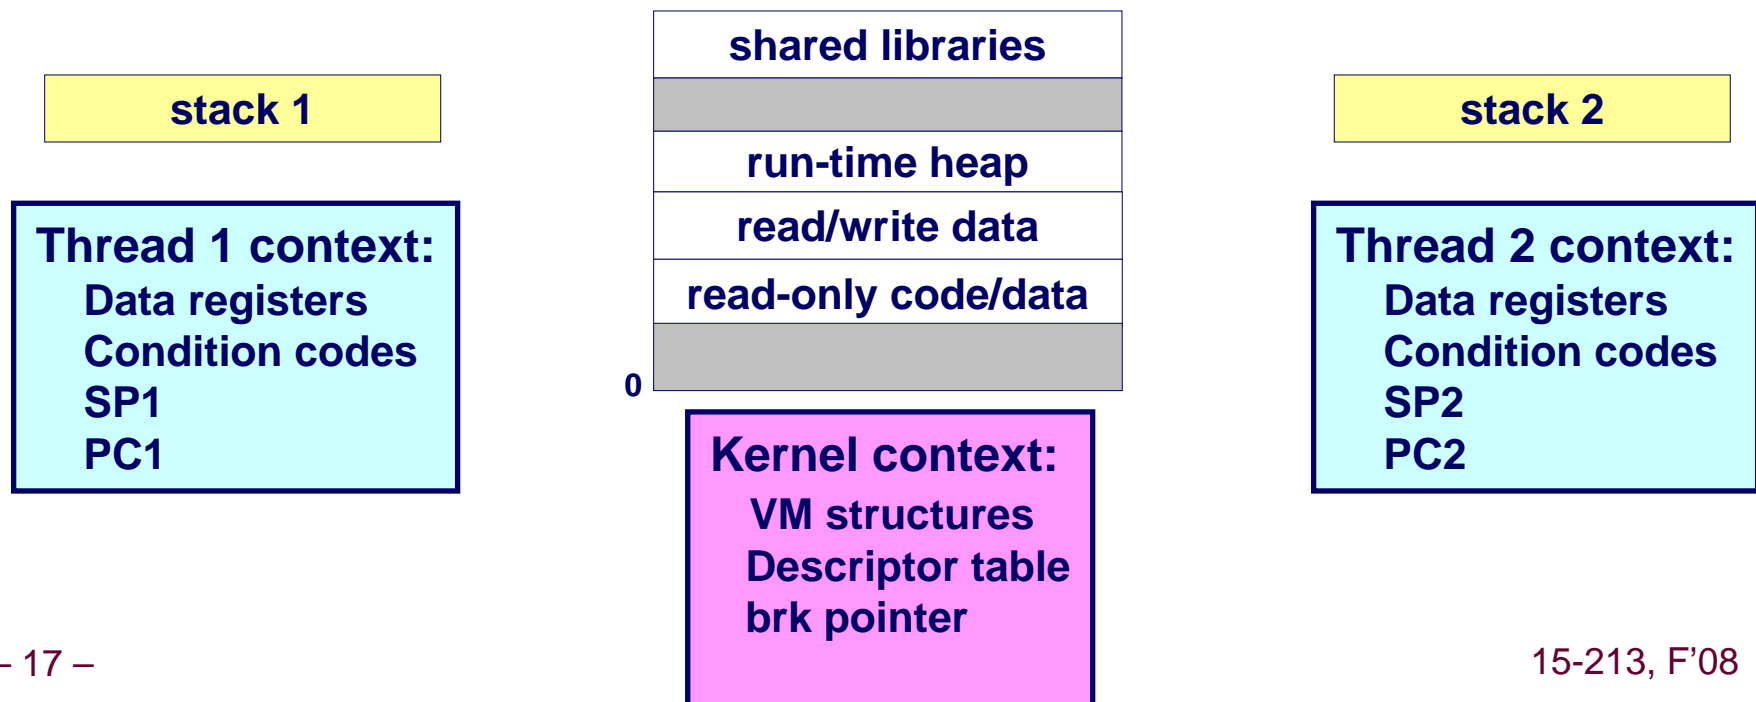 stack 1
Thread 1 context:
Data registers
Condition codes
SP1
PC1
shared libraries
run-time heap
read/write data
read-only code/data
0
Kernel context:
VM structures
Descriptor table
brk pointer
stack 2
Thread 2 context:
Data registers
Condition codes
SP2
PC2
– 17 –
15-213, F’08